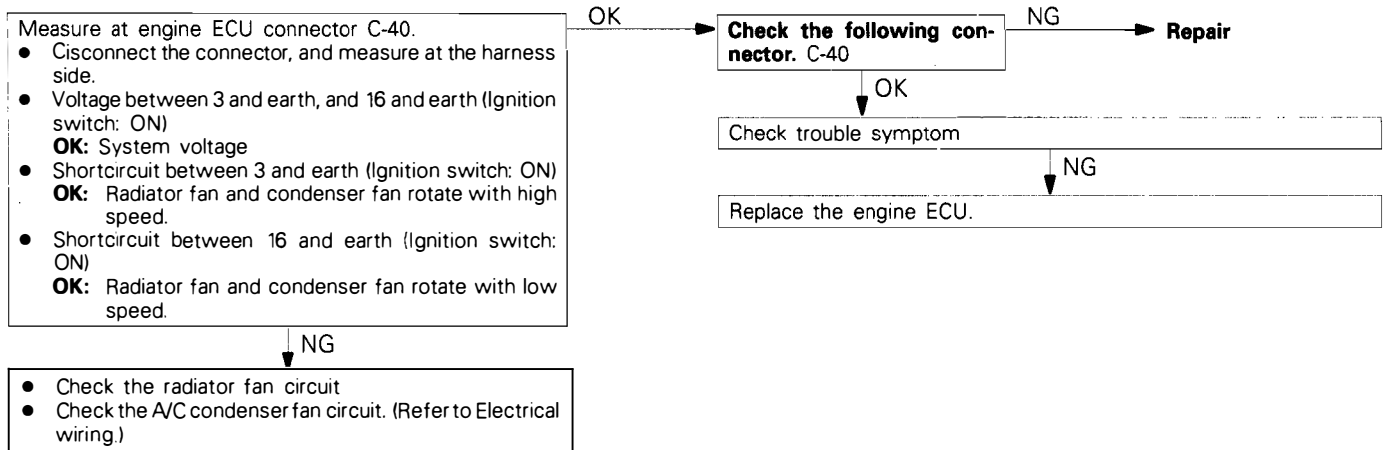 Measure at engine ECU connector C-40.
● Cisconnect the connector, and measure at the harness
side.
● Voltage between 3 and earth, and 16 and earth (Ignition
switch: ON)
OK: System voltage
● Shortcircuit between 3 and earth (Ignition switch: ON)
OK: Radiator fan and condenser fan rotate with high
speed.
● Shortcircuit between 16 and earth (Ignition switch:
ON)
OK: Radiator fan and condenser fan rotate with low
speed.
OK
Check the following con-
nector. C-40
NG
Repair
OK
Check trouble symptom
NG
Replace the engine ECU.
NG
● Check the radiator fan circuit
● Check the A/C condenser fan circuit. (Refer to Electrical
wiring.)